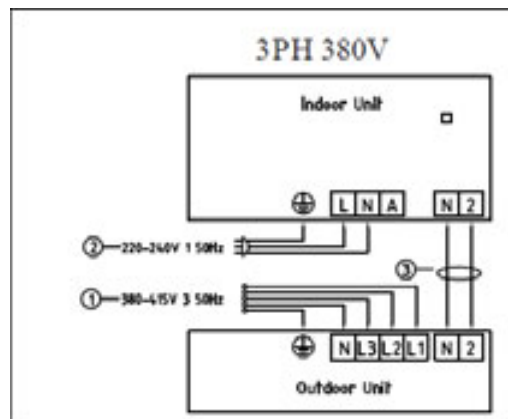 3PH 380V
Indoor Unit
L N A N 2
② 220-240V 1 50Hz
③
① 380-415V 3 50Hz
N L3 L2 L1 N 2
Outdoor Unit